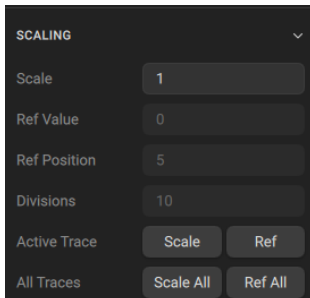 SCALING
Scale 1
Ref Value 0
Ref Position 5
Divisions 10
Active Trace Scale Ref
All Traces Scale All Ref All